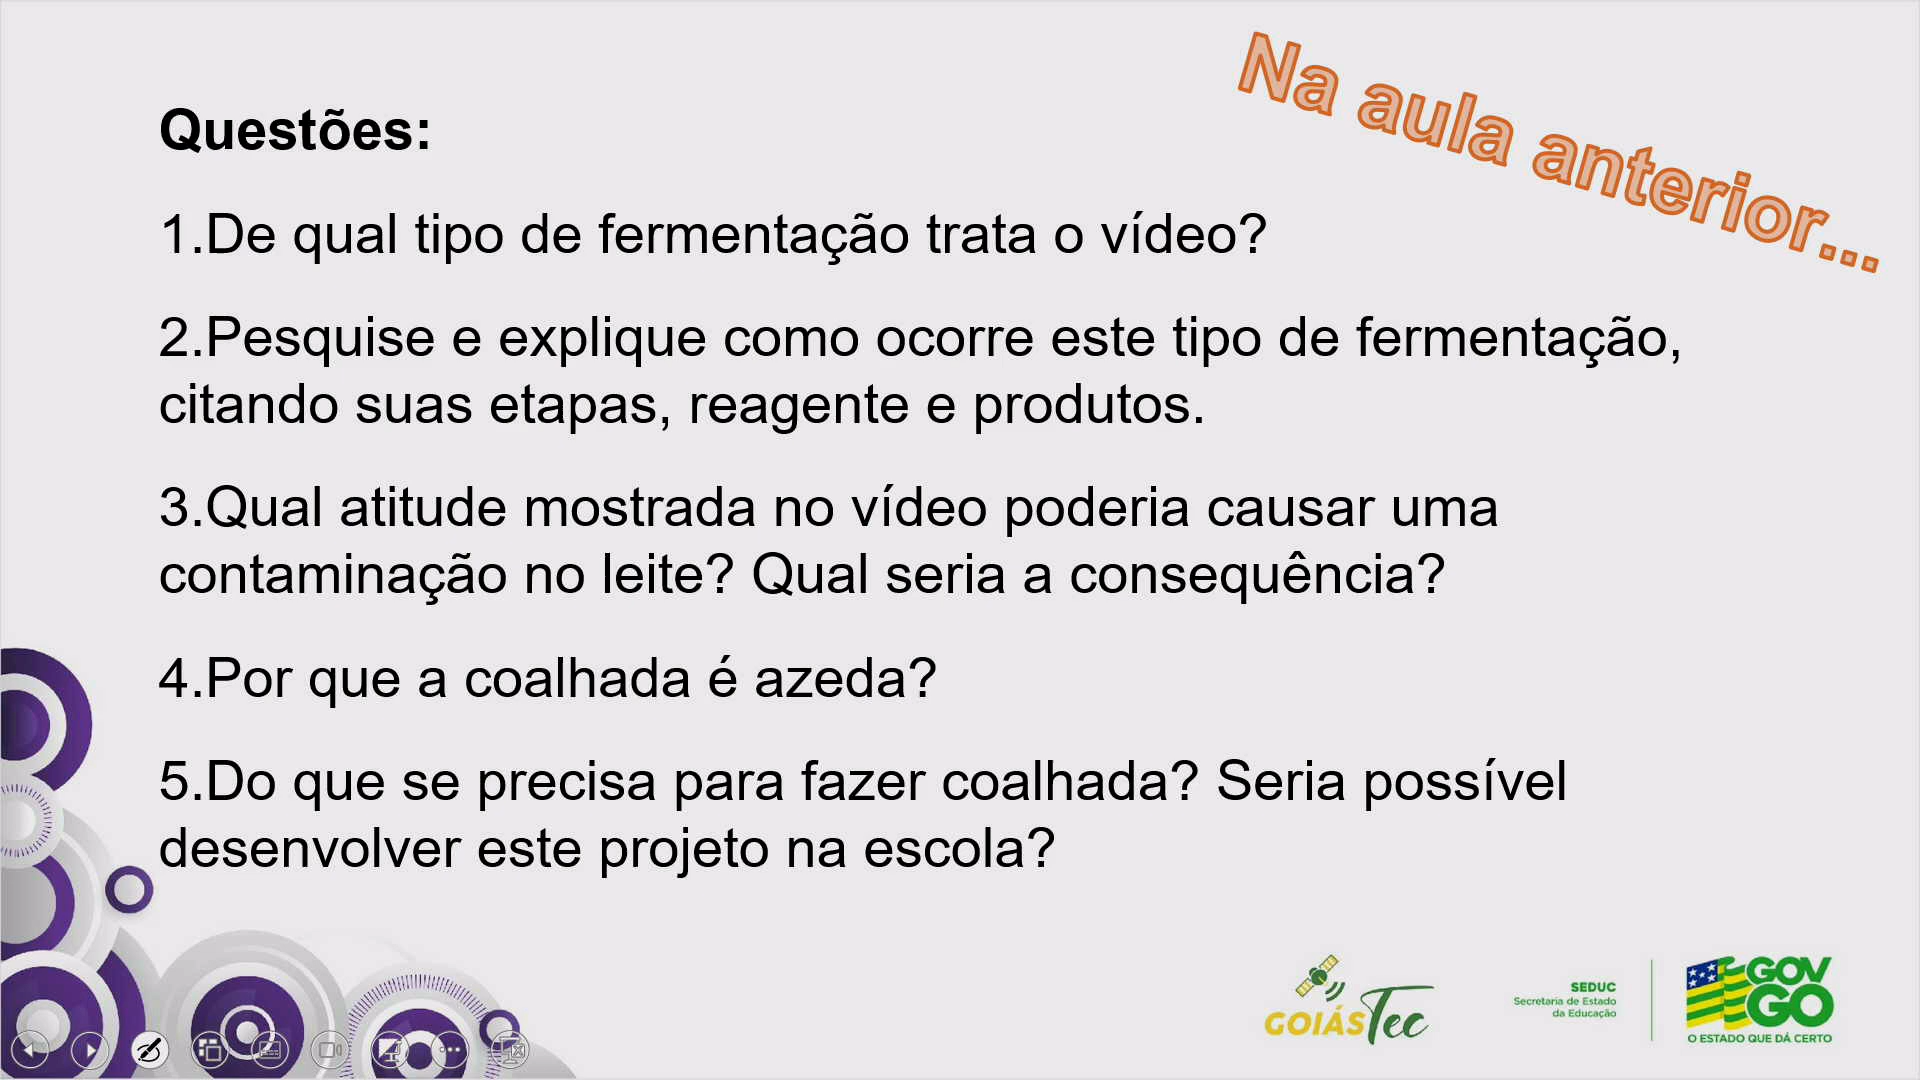 Na aula anterior...
Questões:
1.De qual tipo de fermentação trata o vídeo?
2.Pesquise e explique como ocorre este tipo de fermentação,
citando suas etapas, reagente e produtos.
3.Qual atitude mostrada no vídeo poderia causar uma
contaminação no leite? Qual seria a consequência?
4.Por que a coalhada é azeda?
5.Do que se precisa para fazer coalhada? Seria possível
desenvolver este projeto na escola?
GOIÁSTec
SEDUC
Secretaria de Estado
da Educação
GOV
GO
O ESTADO QUE DÁ CERTO